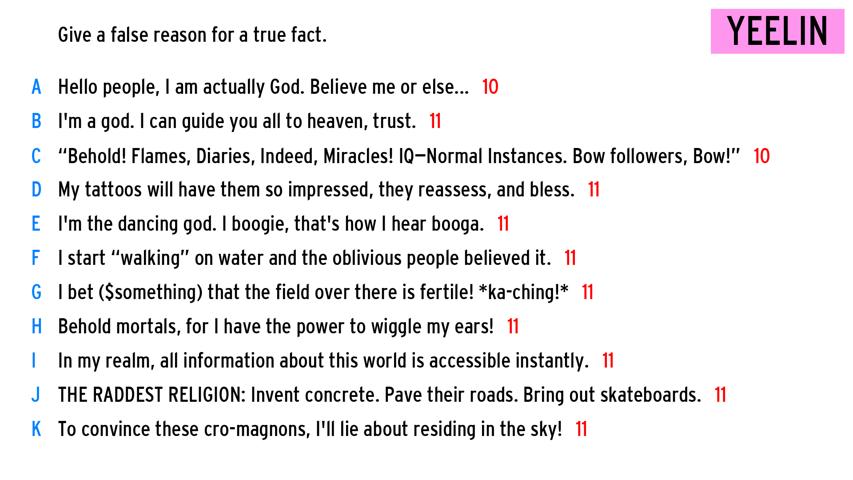 Give a false reason for a true fact.
YEELIN
A Hello people, I am actually God. Believe me or else... 10
B I'm a god. I can guide you all to heaven, trust. 11
C “Behold! Flames, Diaries, Indeed, Miracles! IQ–Normal Instances. Bow followers, Bow!” 10
D My tattoos will have them so impressed, they reassess, and bless. 11
E I'm the dancing god. I boogie, that's how I hear booga. 11
F I start “walking” on water and the oblivious people believed it. 11
G I bet ($something) that the field over there is fertile! *ka-ching!* 11
H Behold mortals, for I have the power to wiggle my ears! 11
I In my realm, all information about this world is accessible instantly. 11
J THE RADDEST RELIGION: Invent concrete. Pave their roads. Bring out skateboards. 11
K To convince these cro-magnons, I'll lie about residing in the sky! 11